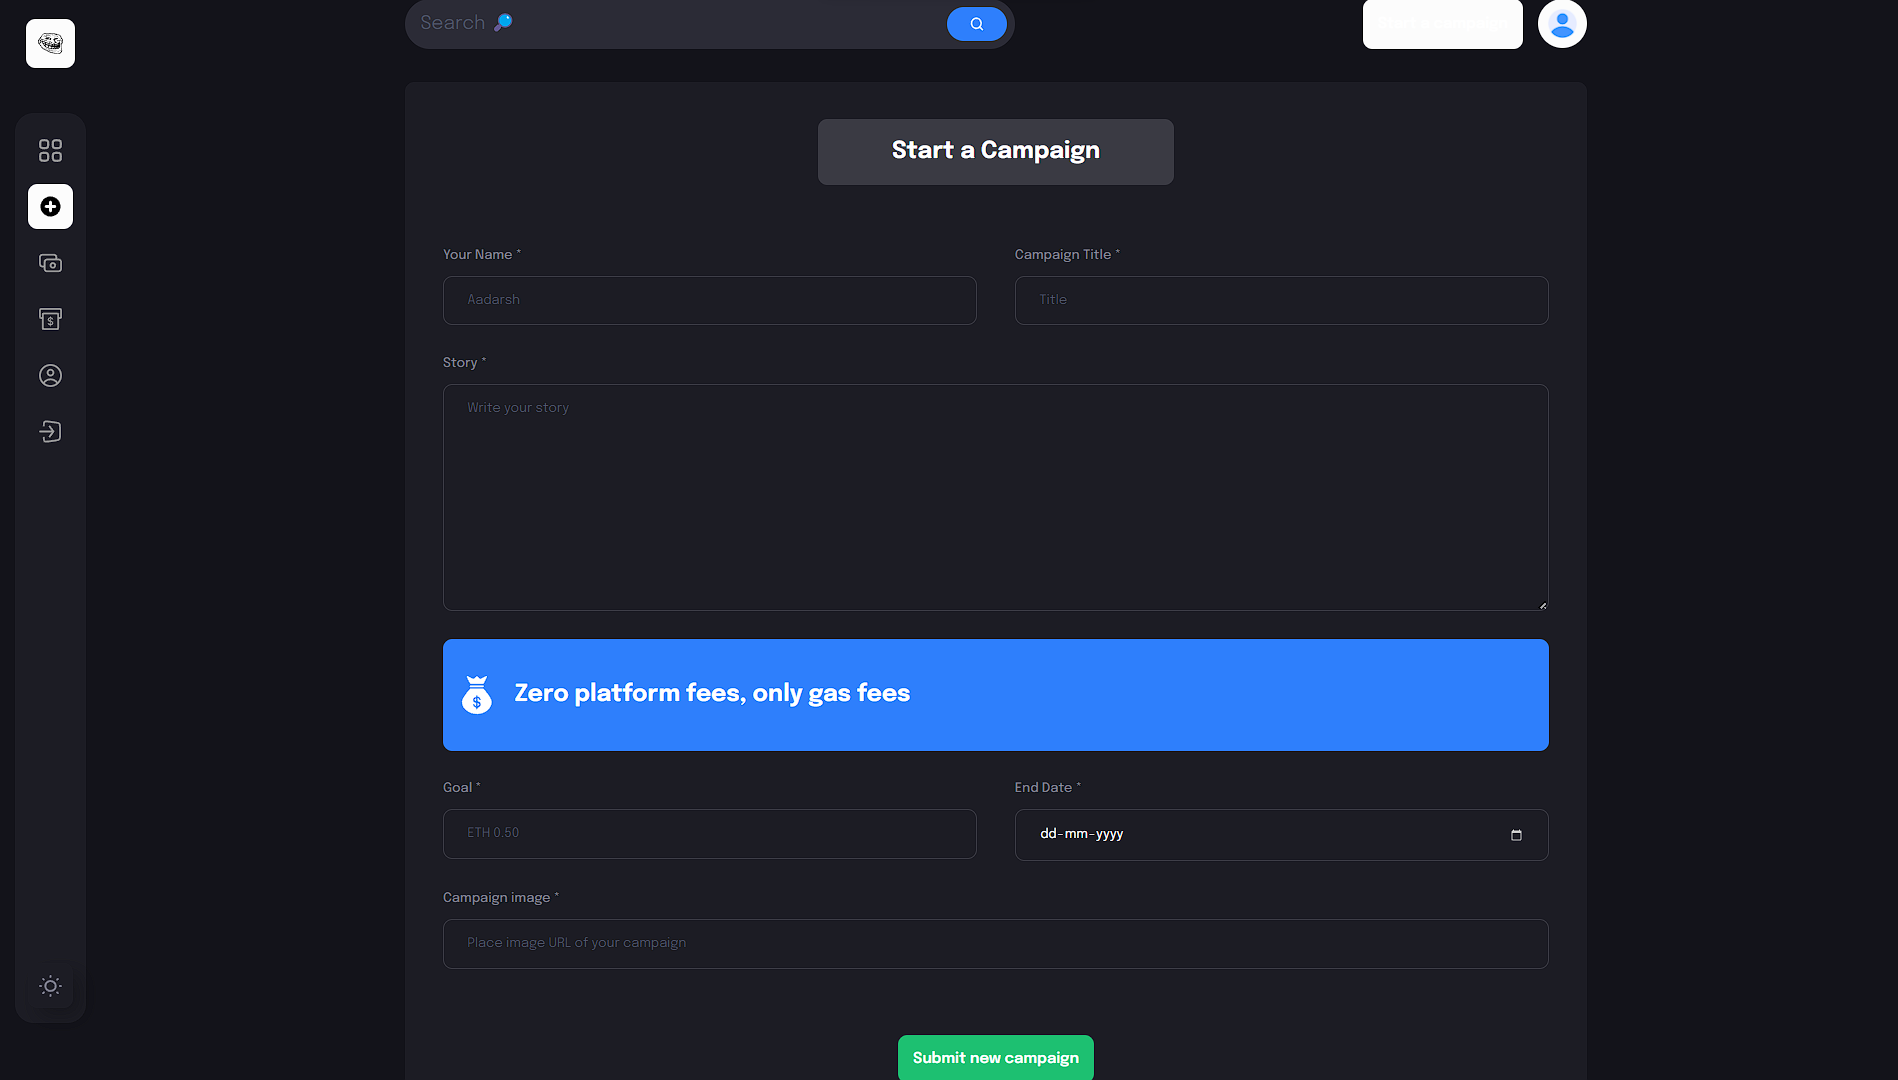 Search 🔎
Start a Campaign
Your Name *
Campaign Title *
Aadarsh
Title
Story *
Write your story
Zero platform fees, only gas fees
Goal *
End Date *
ETH 0.50
dd-mm-yyyy
Campaign image *
Place image URL of your campaign
Submit new campaign